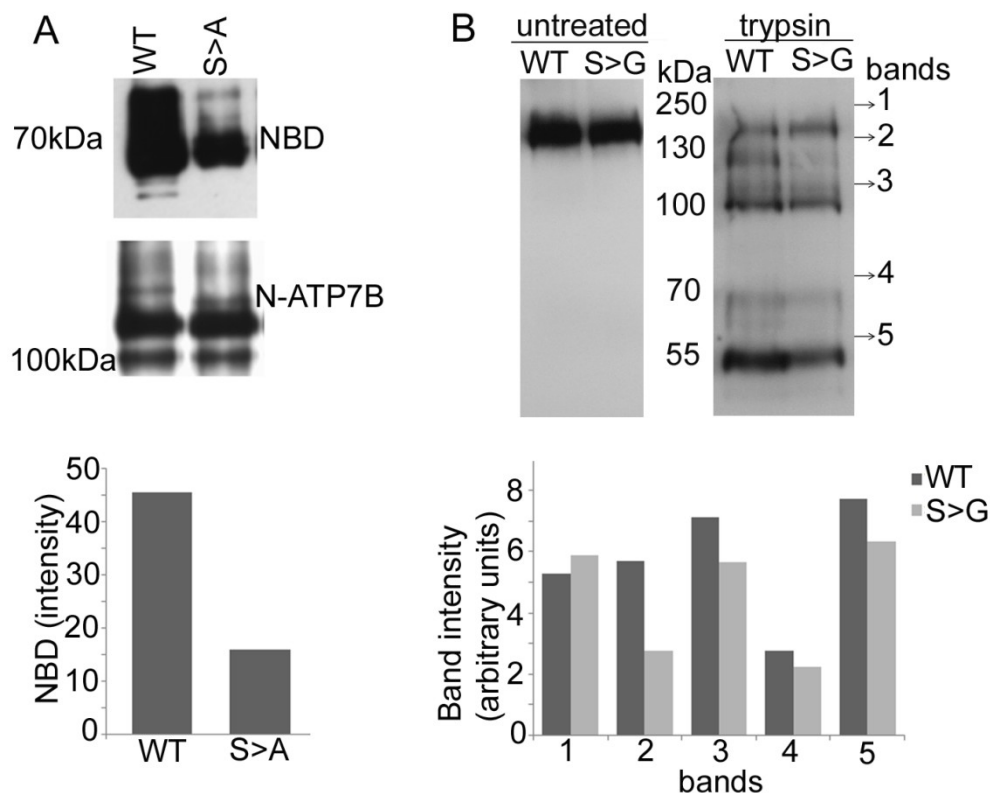 A
WT
S>A
70kDa
NBD
N-ATP7B
100kDa
50
40
30
20
10
0
NBD (intensity)
WT
S>A
B
untreated
trypsin
WT S>G
kDa
WT S>G
bands
250
130
100
70
55
→1
→2
→3
→4
→5
8
6
4
2
0
Band intensity
(arbitrary units)
1 2 3 4 5
bands
WT
S>G